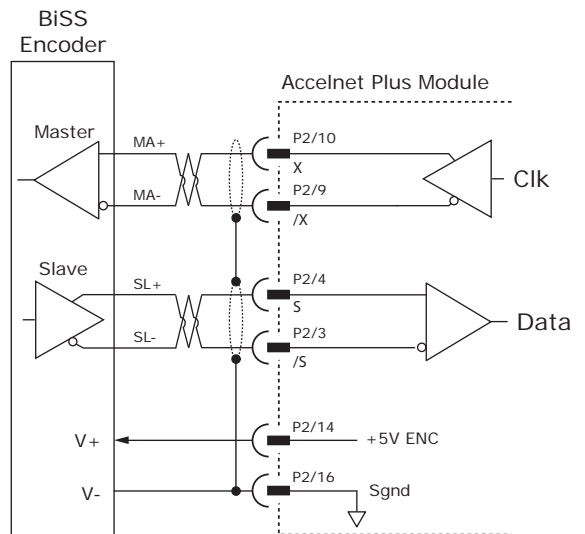 BiSS
Encoder
Accelnet Plus Module
Master
MA+
P2/10
X
Clk
MA-
P2/9
/X
Slave
SL+
P2/4
S
Data
SL-
P2/3
/S
V+
P2/14
+5V ENC
V-
P2/16
Sgnd